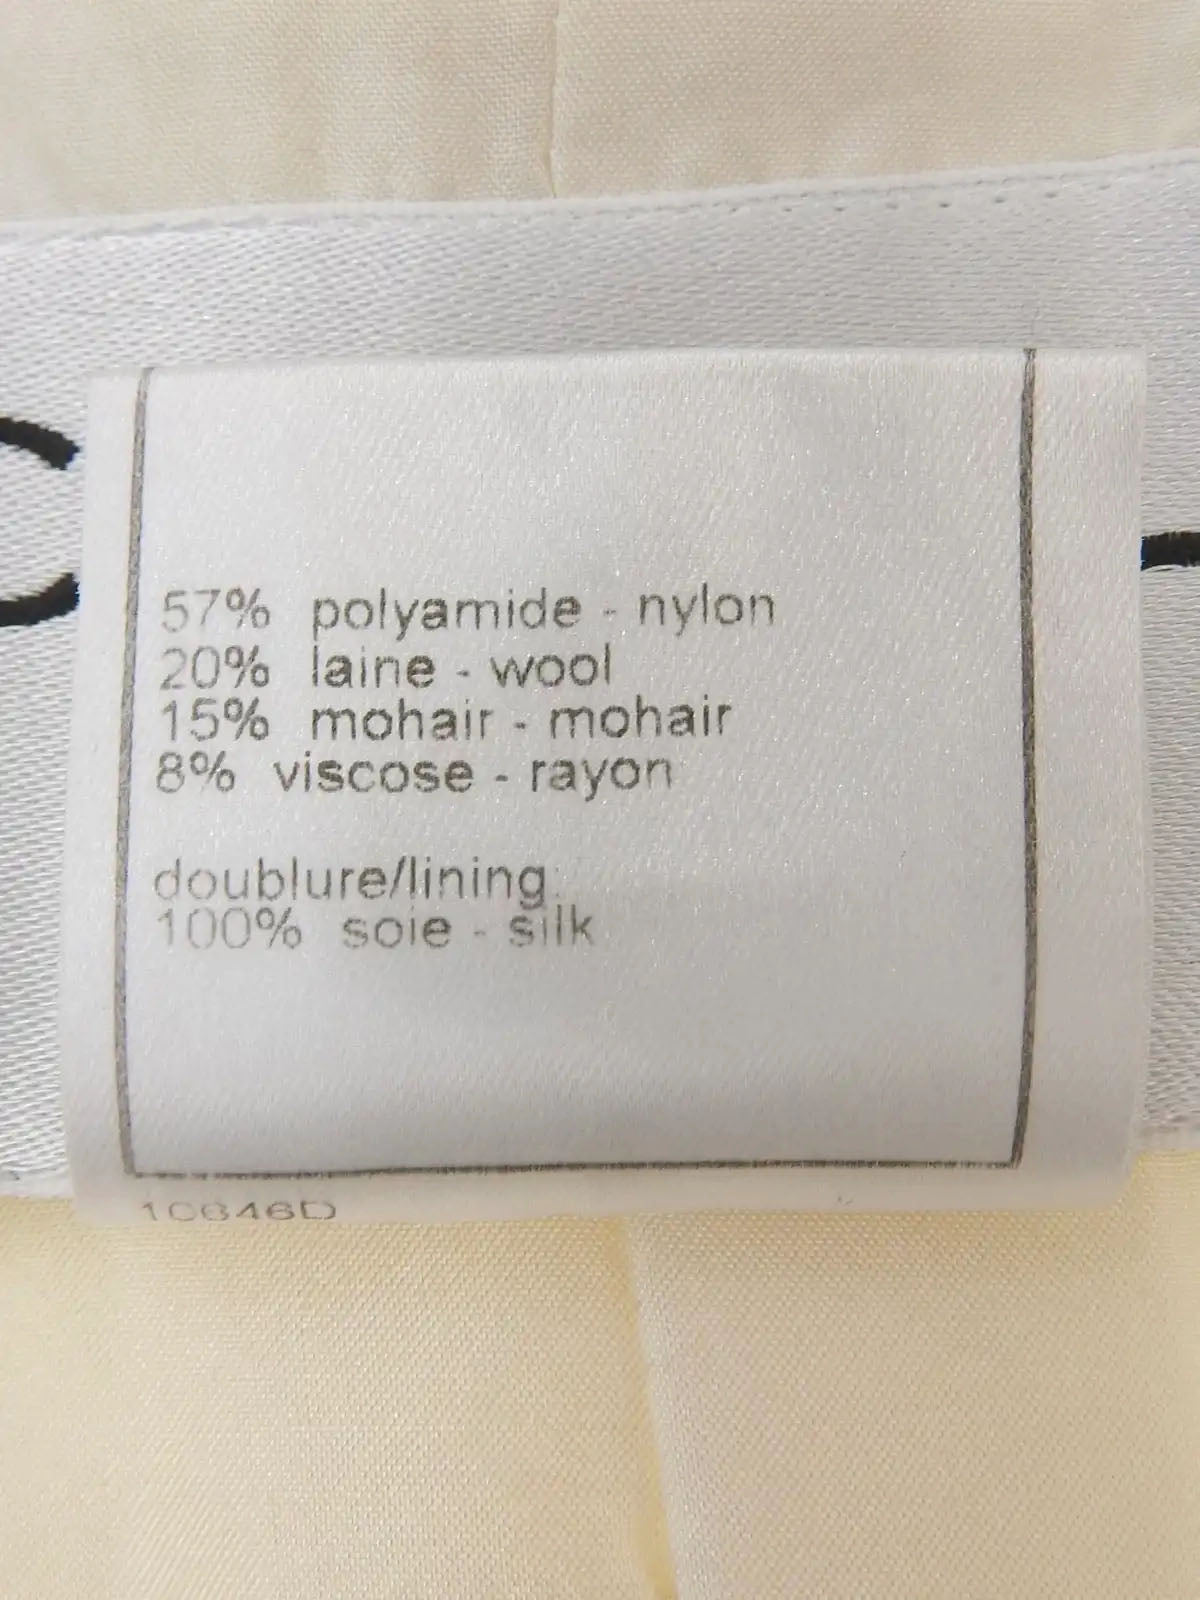 57% polyamide - nylon
20% laine - wool
15% mohair - mohair
8% viscose - rayon
doublure/lining:
100% soie - silk